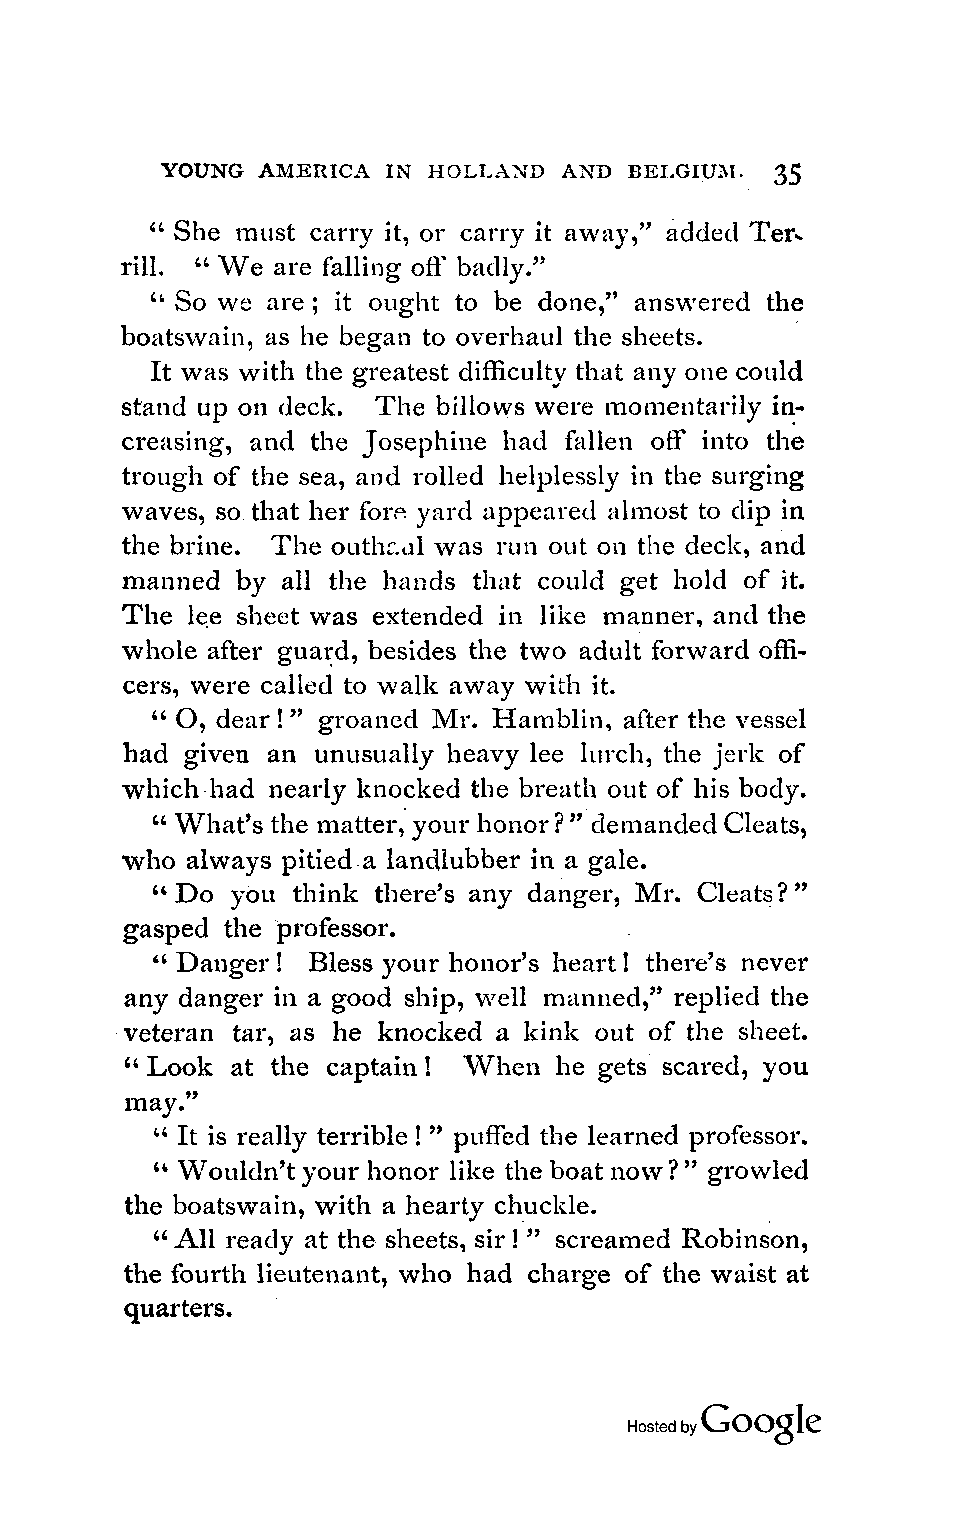 YOUNG AMERICA IN HOLLAND AND BELGIUM. 35
“ She must carry it, or carry it away,” added Ter-
rill. “ We are falling off badly.”
“ So we are ; it ought to be done,” answered the
boatswain, as he began to overhaul the sheets.
It was with the greatest difficulty that any one could
stand up on deck. The billows were momentarily in-
creasing, and the Josephine had fallen off into the
trough of the sea, and rolled helplessly in the surging
waves, so that her fore yard appeared almost to dip in
the brine. The outhaul was run out on the deck, and
manned by all the hands that could get hold of it.
The lee sheet was extended in like manner, and the
whole after guard, besides the two adult forward offi-
cers, were called to walk away with it.
“ O, dear ! ” groaned Mr. Hamblin, after the vessel
had given an unusually heavy lee lurch, the jerk of
which had nearly knocked the breath out of his body.
“ What’s the matter, your honor ? ” demanded Cleats,
who always pitied a landlubber in a gale.
“ Do you think there’s any danger, Mr. Cleats ? ”
gasped the professor.
“ Danger ! Bless your honor’s heart ! there’s never
any danger in a good ship, well manned,” replied the
veteran tar, as he knocked a kink out of the sheet.
“ Look at the captain ! When he gets scared, you
may.”
“ It is really terrible ! ” puffed the learned professor.
“ Wouldn’t your honor like the boat now ? ” growled
the boatswain, with a hearty chuckle.
“ All ready at the sheets, sir ! ” screamed Robinson,
the fourth lieutenant, who had charge of the waist at
quarters.
Hosted by Google